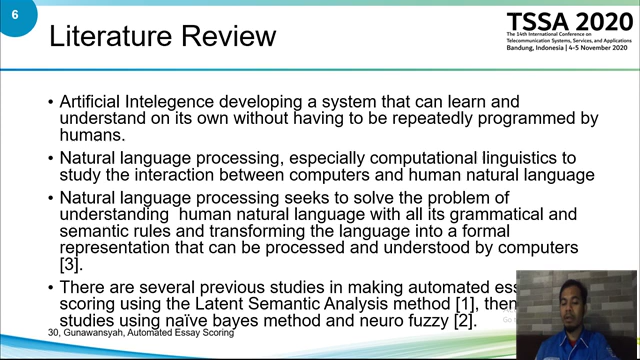 6
Literature Review
TSSA 2020
The 14th International Conference on
Telecommunication Systems, Services, and Applications
Bandung, Indonesia | 4-5 November 2020
• Artificial Intelegence developing a system that can learn and
understand on its own without having to be repeatedly programmed by
humans.
• Natural language processing, especially computational linguistics to
study the interaction between computers and human natural language
• Natural language processing seeks to solve the problem of
understanding human natural language with all its grammatical and
semantic rules and transforming the language into a formal
representation that can be processed and understood by computers
[3].
• There are several previous studies in making automated
scoring using the Latent Semantic Analysis method [1], then
studies using naïve bayes method and neuro fuzzy [2].
30, Gunawansyah, Automated Essay Scoring